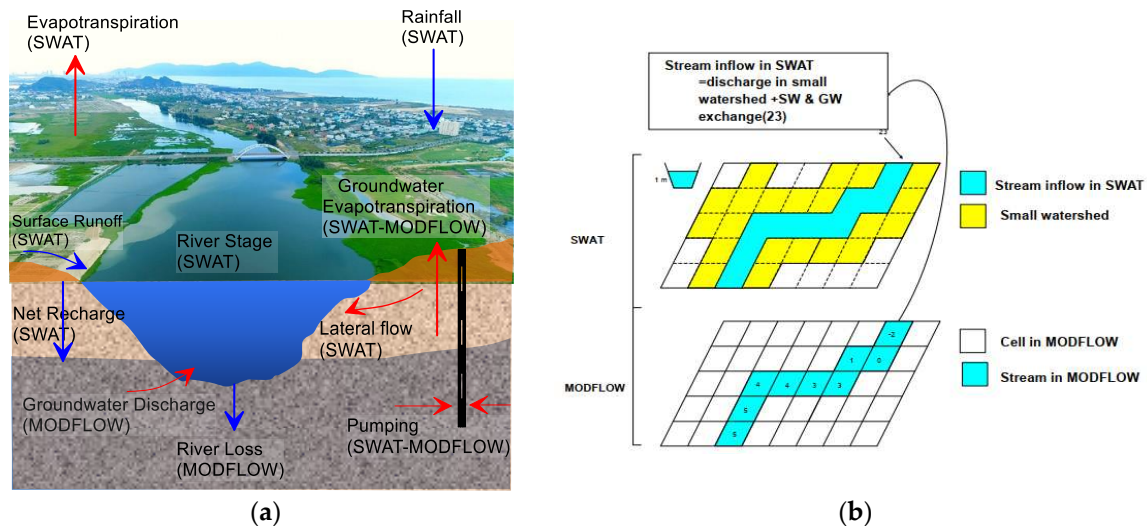 Evapotranspiration
(SWAT)
Rainfall
(SWAT)
Groundwater
Evapotranspiration
(SWAT-MODFLOW)
Surface Runoff
(SWAT)
River Stage
(SWAT)
Net Recharge
(SWAT)
Lateral flow
(SWAT)
Groundwater Discharge
(MODFLOW)
River Loss
(MODFLOW)
Pumping
(SWAT-MODFLOW)
(a)
Stream inflow in SWAT
=discharge in small
watershed +SW & GW
exchange(23)
23
1 m
SWAT
Stream inflow in SWAT
Small watershed
-2
1 0
4 4 3 3
5
5
MODFLOW
Cell in MODFLOW
Stream in MODFLOW
(b)